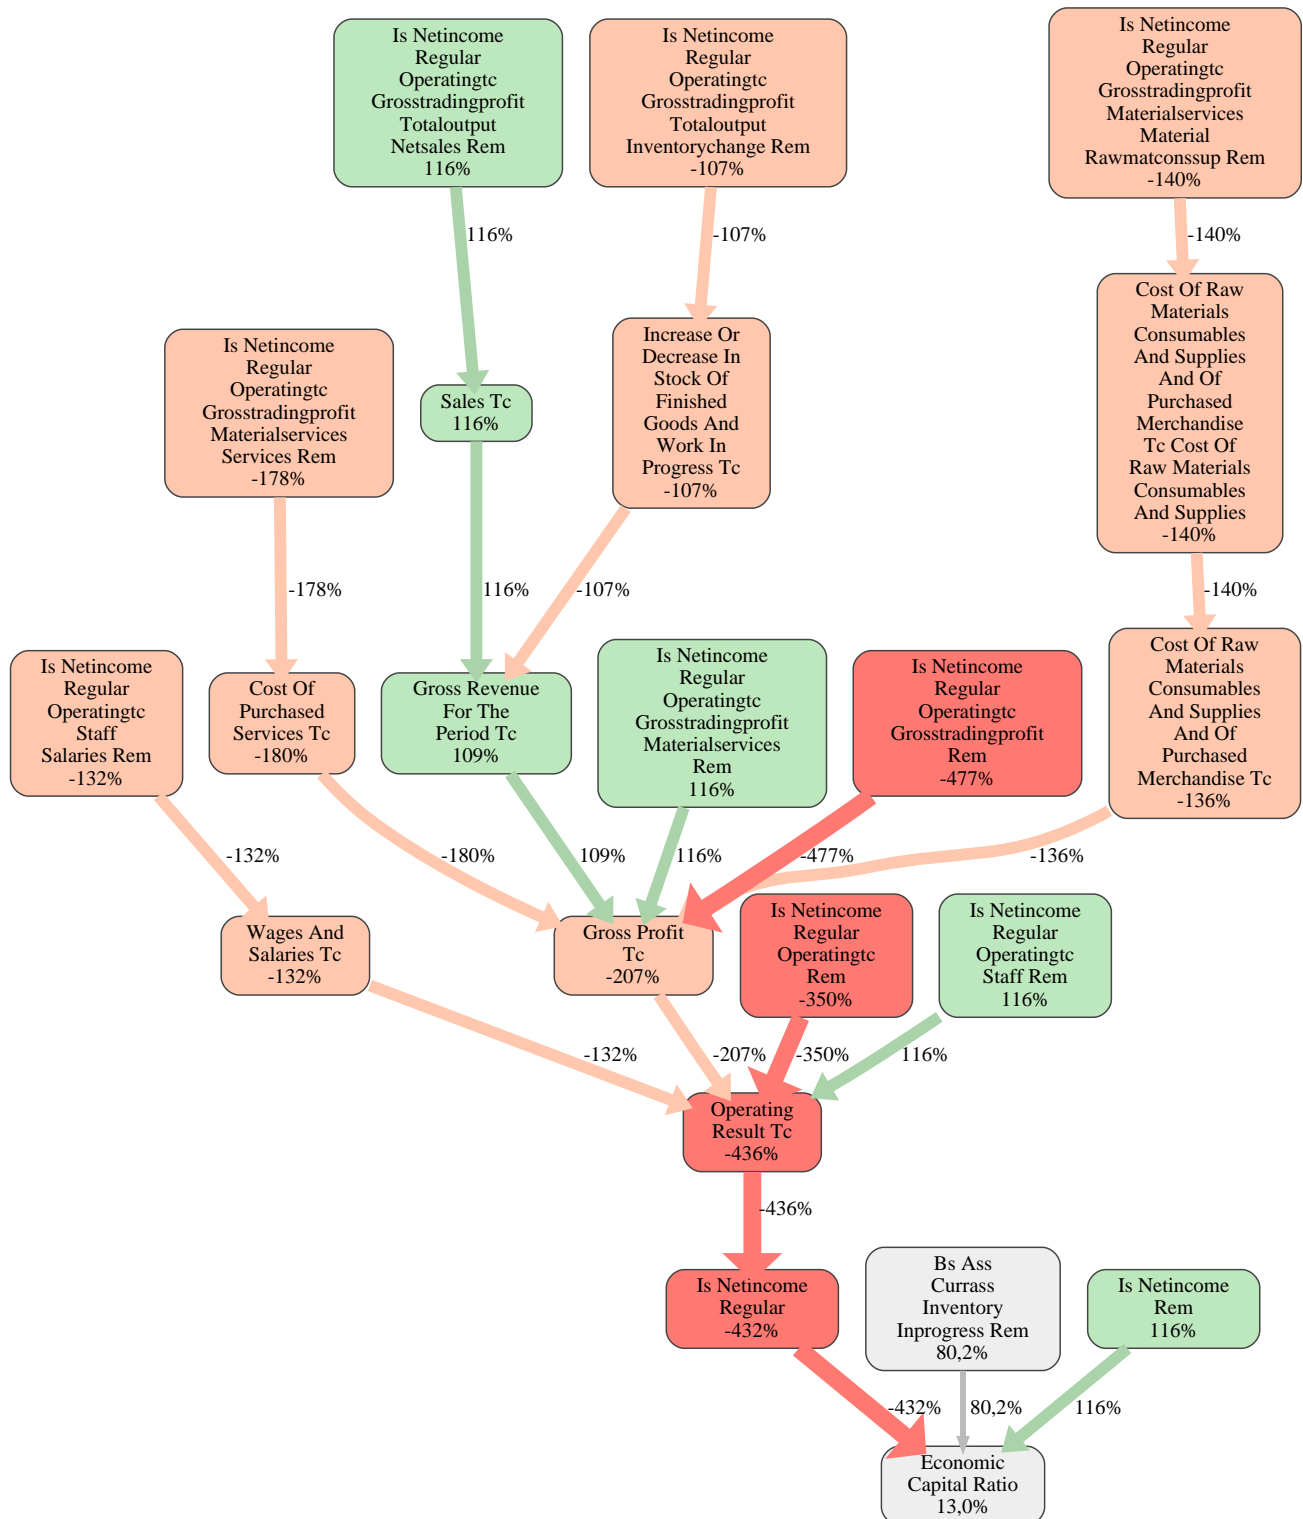 Is Netincome
Regular
Operatingtc
Grosstradingprofit
Totaloutput
Netsales Rem
116%
Is Netincome
Regular
Operatingtc
Grosstradingprofit
Totaloutput
Inventorychange Rem
-107%
Is Netincome
Regular
Operatingtc
Grosstradingprofit
Materialservices
Material
Rawmatconssup Rem
-140%
116%
-107%
-140%
Is Netincome
Regular
Operatingtc
Grosstradingprofit
Materialservices
Services Rem
-178%
Sales Tc
116%
Increase Or
Decrease In
Stock Of
Finished
Goods And
Work In
Progress Tc
-107%
Cost Of Raw
Materials
Consumables
And Supplies
And Of
Purchased
Merchandise
Tc Cost Of
Raw Materials
Consumables
And Supplies
-140%
-178%
116%
-107%
-140%
Is Netincome
Regular
Operatingtc
Staff
Salaries Rem
-132%
Cost Of
Purchased
Services Tc
-180%
Gross Revenue
For The
Period Tc
109%
Is Netincome
Regular
Operatingtc
Grosstradingprofit
Materialservices
Rem
116%
Is Netincome
Regular
Operatingtc
Grosstradingprofit
Rem
-477%
Cost Of Raw
Materials
Consumables
And Supplies
And Of
Purchased
Merchandise Tc
-136%
-132%
-180%
109%
116%
-477%
-136%
Wages And
Salaries Tc
-132%
Gross Profit
Tc
-207%
Is Netincome
Regular
Operatingtc
Rem
-350%
Is Netincome
Regular
Operatingtc
Staff Rem
116%
-132%
-207%
-350%
116%
Operating
Result Tc
-436%
-436%
Is Netincome
Regular
-432%
Bs Ass
Currass
Inventory
Inprogress Rem
80,2%
Is Netincome
Rem
116%
-432%
80,2%
116%
Economic
Capital Ratio
13,0%